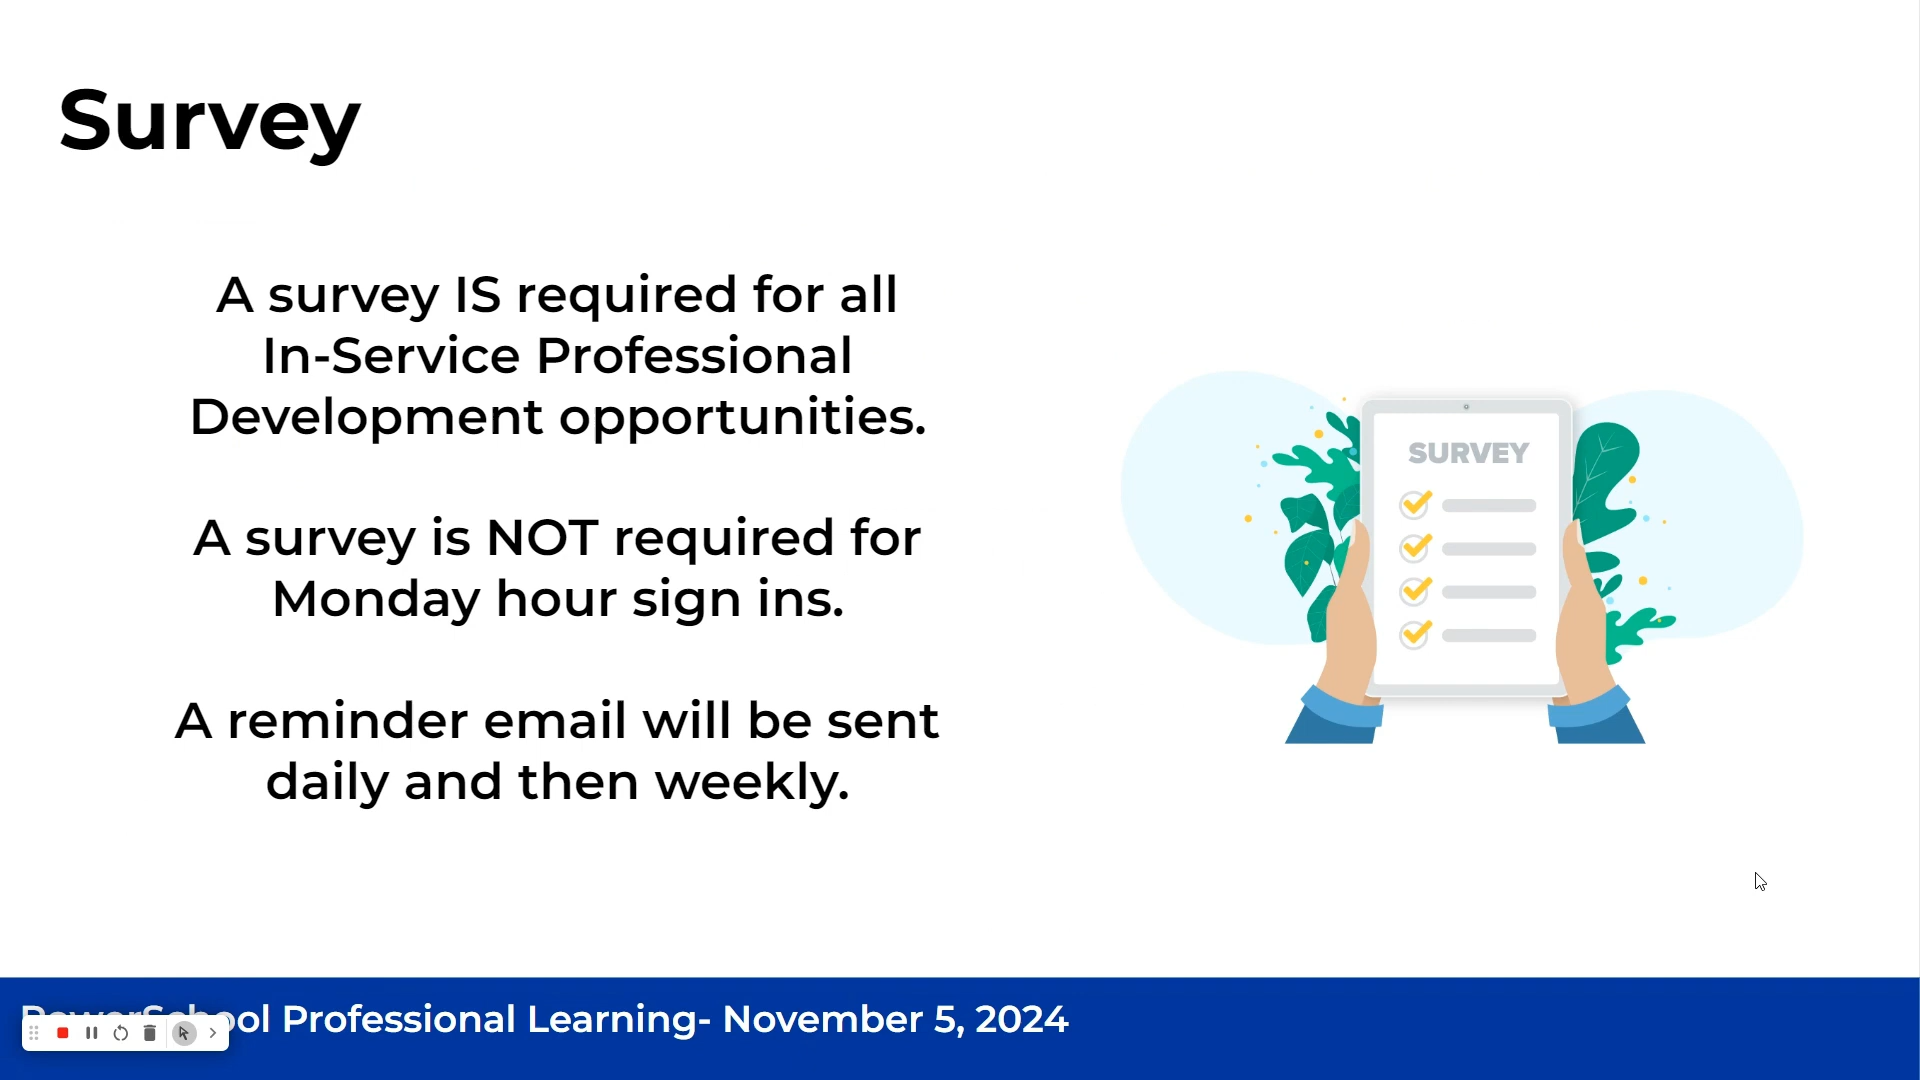 Survey
A survey IS required for all
In-Service Professional
Development opportunities.
A survey is NOT required for
Monday hour sign ins.
A reminder email will be sent
daily and then weekly.
SURVEY
PowerSchool Professional Learning- November 5, 2024